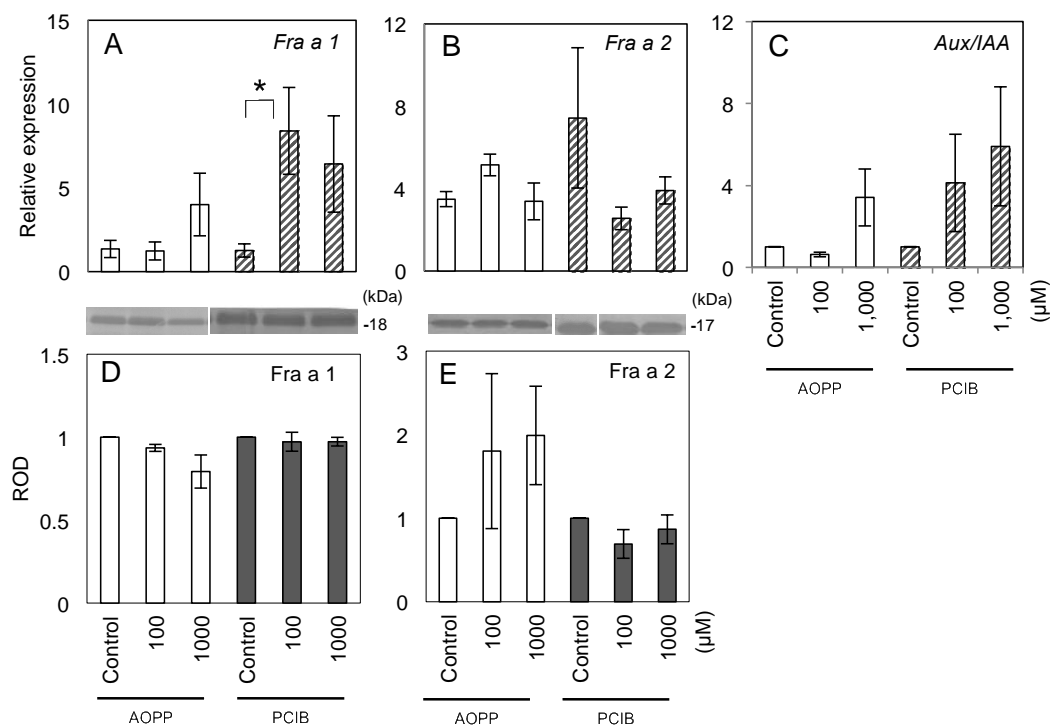 A Fra a 1
Relative expression
15
10
5
0
*
B Fra a 2
12
8
4
0
C Aux/IAA
12
8
4
0
Control
100
1,000
Control
100
1,000
(µM)
AOPP
PCIB
(kDa)
-18
(kDa)
-17
D Fra a 1
ROD
1.5
1
0.5
0
Control
100
1000
Control
100
1000
AOPP
PCIB
E Fra a 2
3
2
1
0
Control
100
1000
Control
100
1000
(µM)
AOPP
PCIB